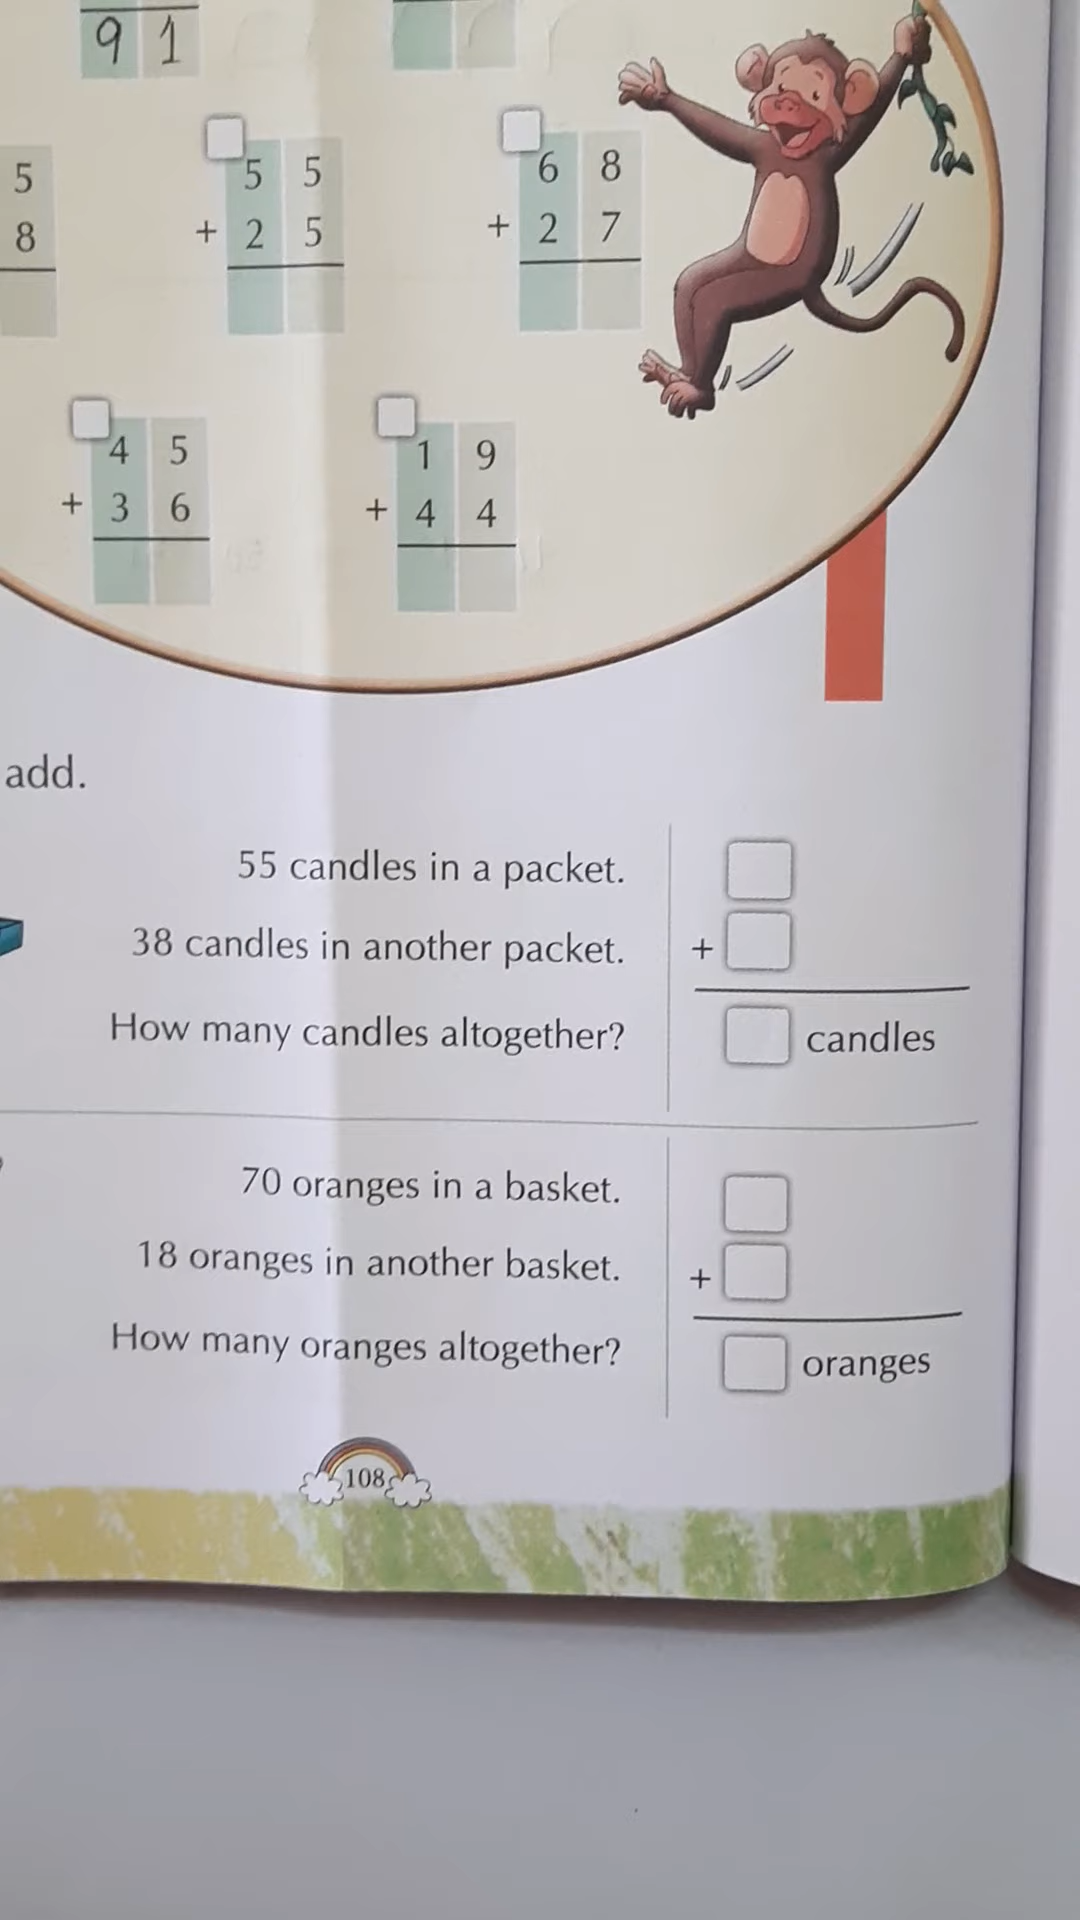 9 1
5 5 5 6 8
8 + 2 5 + 2 7
4 5 1 9
+ 3 6 + 4 4
add.
55 candles in a packet.
38 candles in another packet. +
How many candles altogether? candles
70 oranges in a basket.
18 oranges in another basket. +
How many oranges altogether? oranges
108